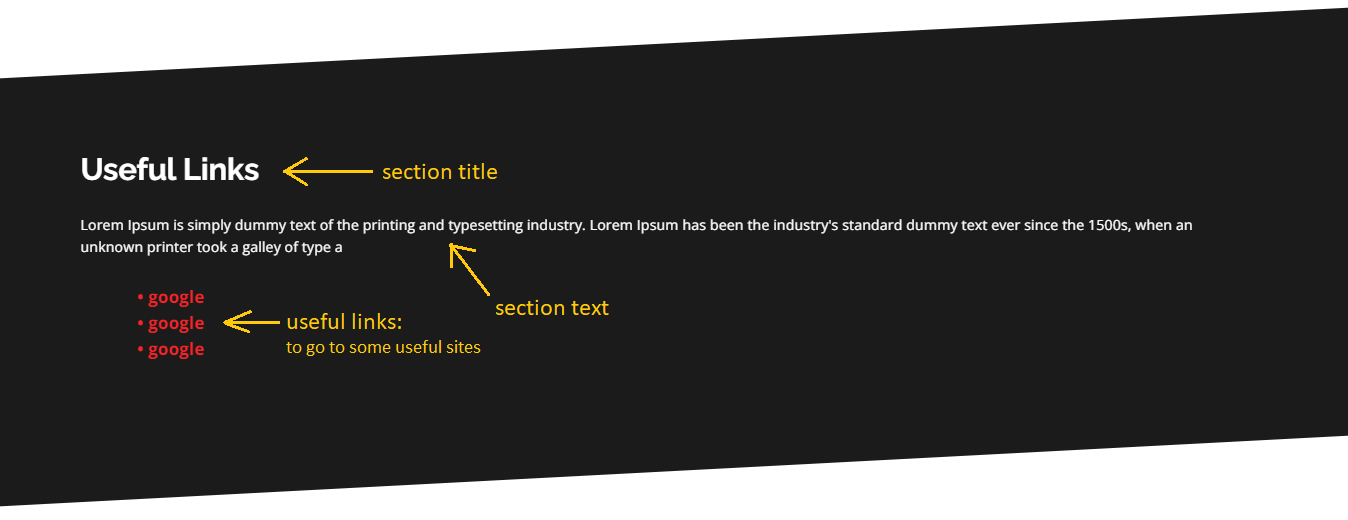 Useful Links
section title
Lorem Ipsum is simply dummy text of the printing and typesetting industry. Lorem Ipsum has been the industry's standard dummy text ever since the 1500s, when an
unknown printer took a galley of type a
• google
section text
• google
useful links:
• google
to go to some useful sites